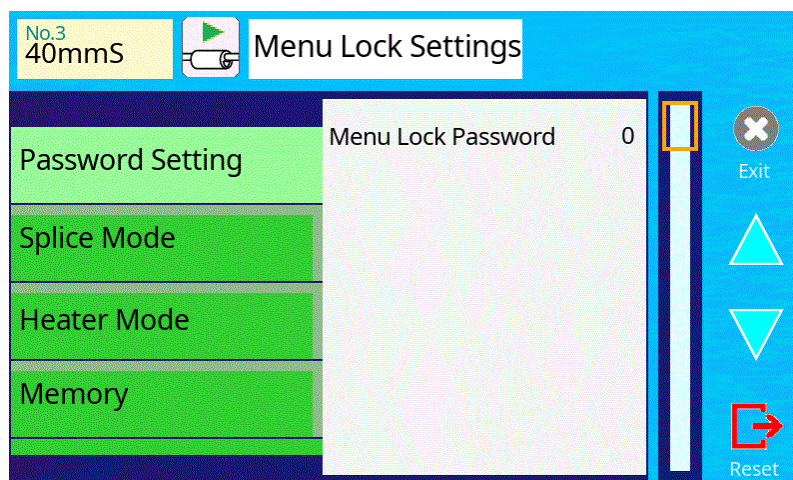 No.3
40mmS
Menu Lock Settings
Password Setting
Menu Lock Password 0
Splice Mode
Heater Mode
Memory
Exit
Reset